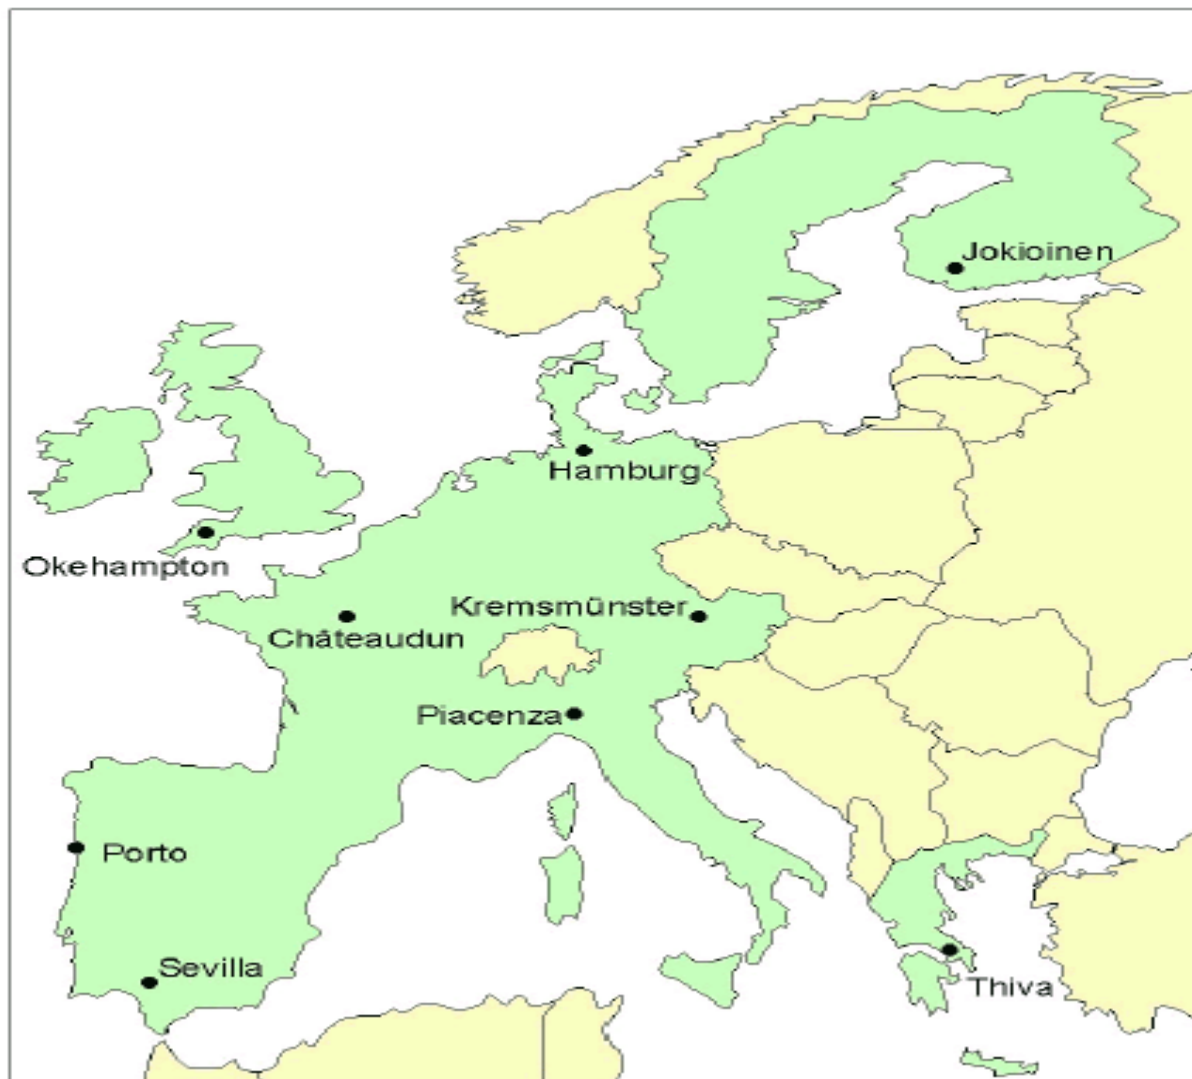 Jokioinen
Hamburg
Okehampton
Kremsmünster
Châteaudun
Piacenza
Porto
Sevilla
Thiva